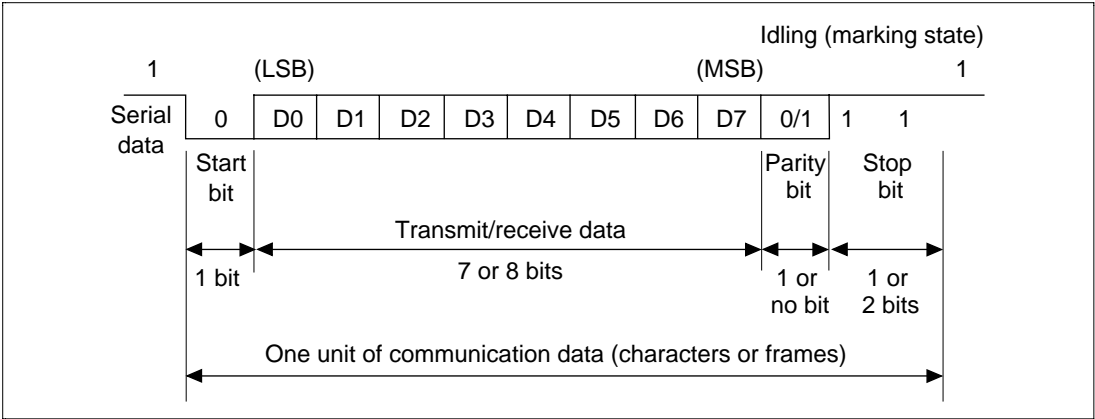 Idling (marking state)
1 (LSB) (MSB) 1
Serial
data
0 D0 D1 D2 D3 D4 D5 D6 D7 0/1 1 1
Start
bit
Parity
bit
Stop
bit
Transmit/receive data
1 bit
7 or 8 bits
1 or
no bit
1 or
2 bits
One unit of communication data (characters or frames)